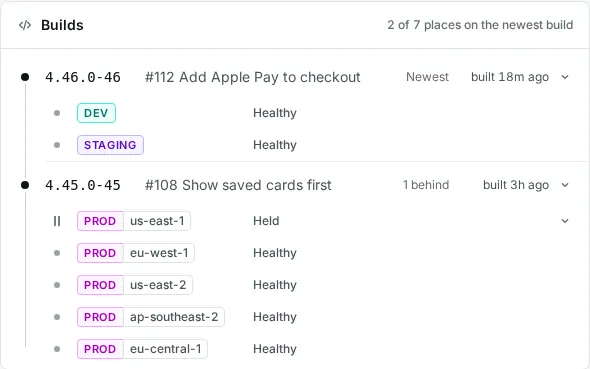 Builds 2 of 7 places on the newest build
4.46.0-46 #112 Add Apple Pay to checkout Newest built 18m ago
DEV Healthy
STAGING Healthy
4.45.0-45 #108 Show saved cards first 1 behind built 3h ago
PROD us-east-1 Held
PROD eu-west-1 Healthy
PROD us-east-2 Healthy
PROD ap-southeast-2 Healthy
PROD eu-central-1 Healthy